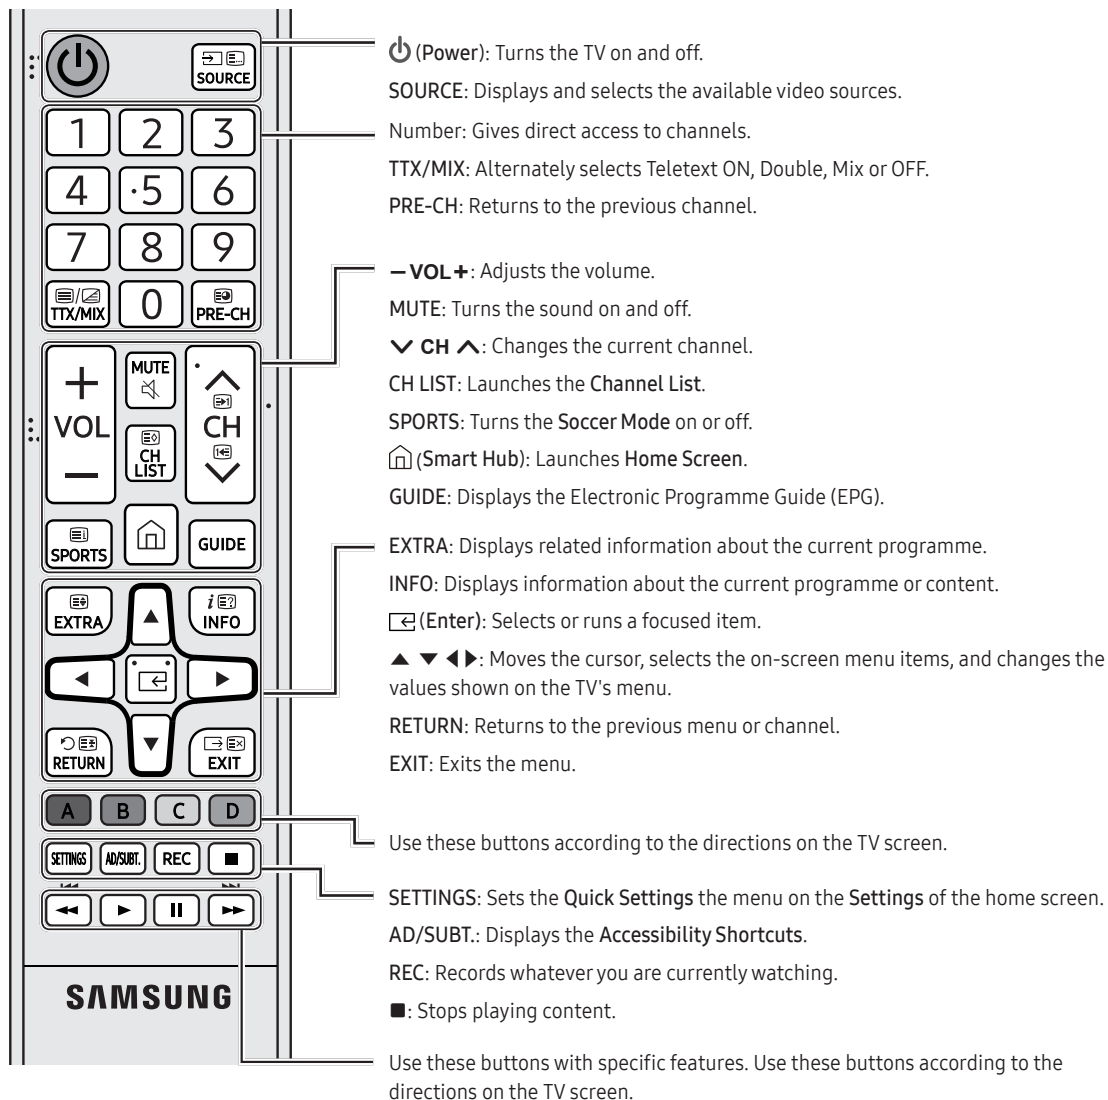 (Power): Turns the TV on and off.
SOURCE
SOURCE: Displays and selects the available video sources.
1 2 3
Number: Gives direct access to channels.
TTX/MIX: Alternately selects Teletext ON, Double, Mix or OFF.
4 ·5 6
PRE-CH: Returns to the previous channel.
7 8 9
– VOL +: Adjusts the volume.
TTX/MIX 0 PRE-CH
MUTE: Turns the sound on and off.
CH : Changes the current channel.
+ VOL – MUTE CH
CH LIST: Launches the Channel List.
CH
LIST
SPORTS: Turns the Soccer Mode on or off.
(Smart Hub): Launches Home Screen.
GUIDE: Displays the Electronic Programme Guide (EPG).
SPORTS GUIDE
EXTRA: Displays related information about the current programme.
INFO: Displays information about the current programme or content.
EXTRA i INFO
(Enter): Selects or runs a focused item.
▲ ▼ ◀ ▶: Moves the cursor, selects the on-screen menu items, and changes the
values shown on the TV's menu.
RETURN: Returns to the previous menu or channel.
RETURN EXIT
EXIT: Exits the menu.
A B C D
Use these buttons according to the directions on the TV screen.
SETTINGS AD/SUBT. REC
SETTINGS: Sets the Quick Settings the menu on the Settings of the home screen.
AD/SUBT.: Displays the Accessibility Shortcuts.
REC: Records whatever you are currently watching.
SAMSUNG
■: Stops playing content.
Use these buttons with specific features. Use these buttons according to the
directions on the TV screen.